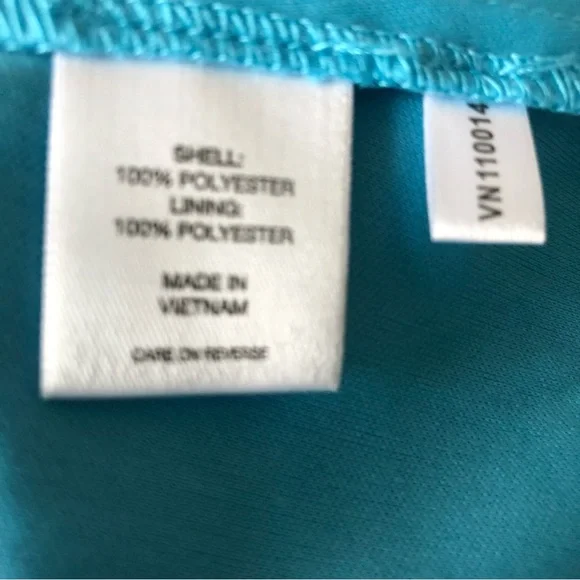 SHELL:
100% POLYESTER
LINING:
100% POLYESTER
MADE IN
VIETNAM
CARE ON REVERSE
VN110014